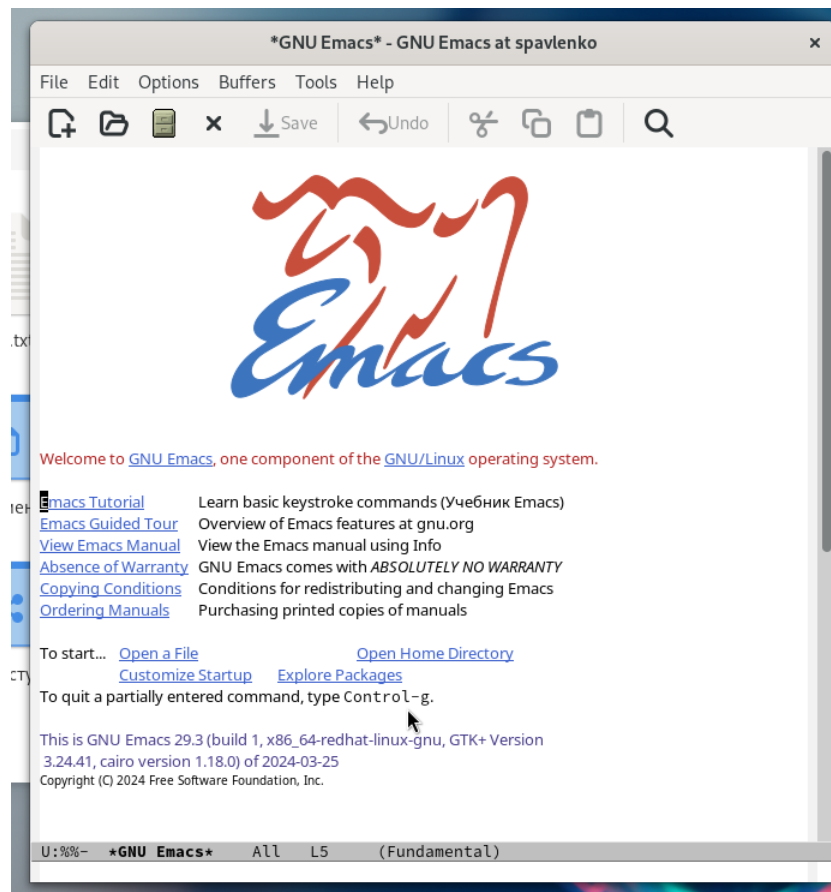 *GNU Emacs* - GNU Emacs at spavlenko
File Edit Options Buffers Tools Help
Save Undo
Emacs
.txt
Welcome to GNU Emacs, one component of the GNU/Linux operating system.
Emacs Tutorial Learn basic keystroke commands (Учебник Emacs)
Emacs Guided Tour Overview of Emacs features at gnu.org
View Emacs Manual View the Emacs manual using Info
Absence of Warranty GNU Emacs comes with ABSOLUTELY NO WARRANTY
Copying Conditions Conditions for redistributing and changing Emacs
Ordering Manuals Purchasing printed copies of manuals
To start... Open a File Open Home Directory
Customize Startup Explore Packages
To quit a partially entered command, type Control-g.
This is GNU Emacs 29.3 (build 1, x86_64-redhat-linux-gnu, GTK+ Version
3.24.41, cairo version 1.18.0) of 2024-03-25
Copyright (C) 2024 Free Software Foundation, Inc.
U:%%- *GNU Emacs* All L5 (Fundamental)